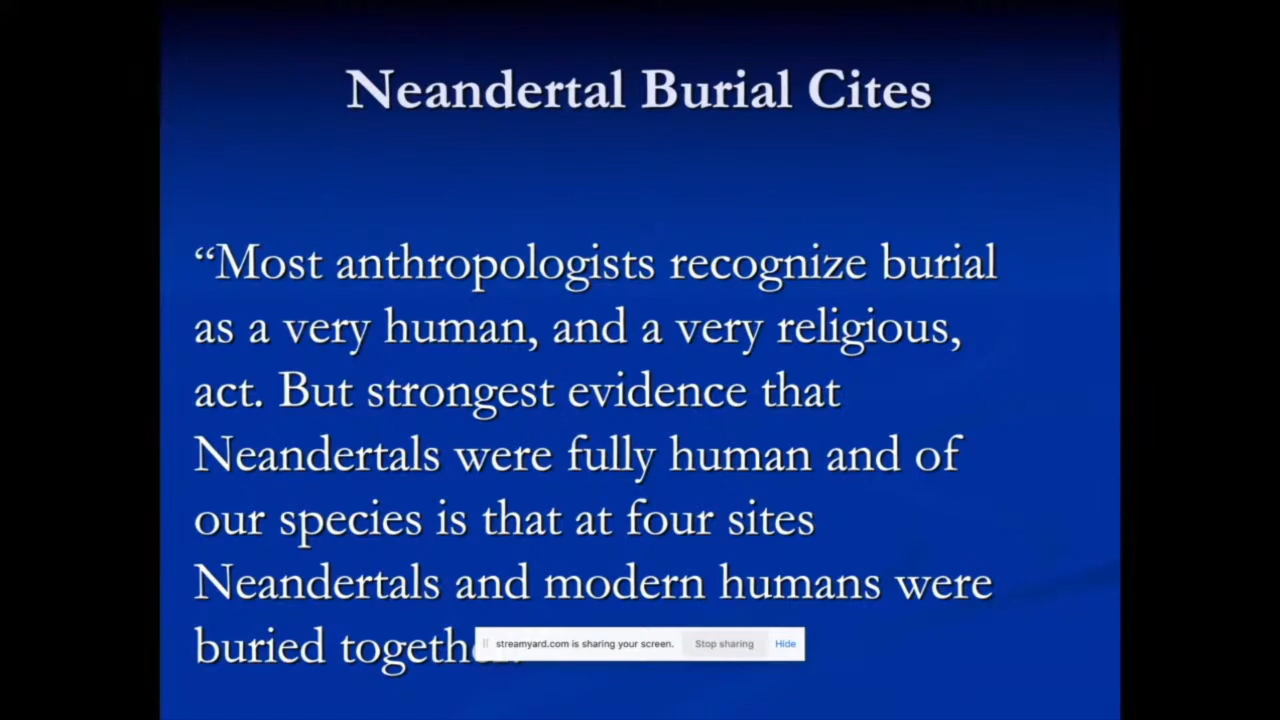 Neandertal Burial Cites
“Most anthropologists recognize burial
as a very human, and a very religious,
act. But strongest evidence that
Neandertals were fully human and of
our species is that at four sites
Neandertals and modern humans were
buried together.
streamyard.com is sharing your screen. Stop sharing Hide